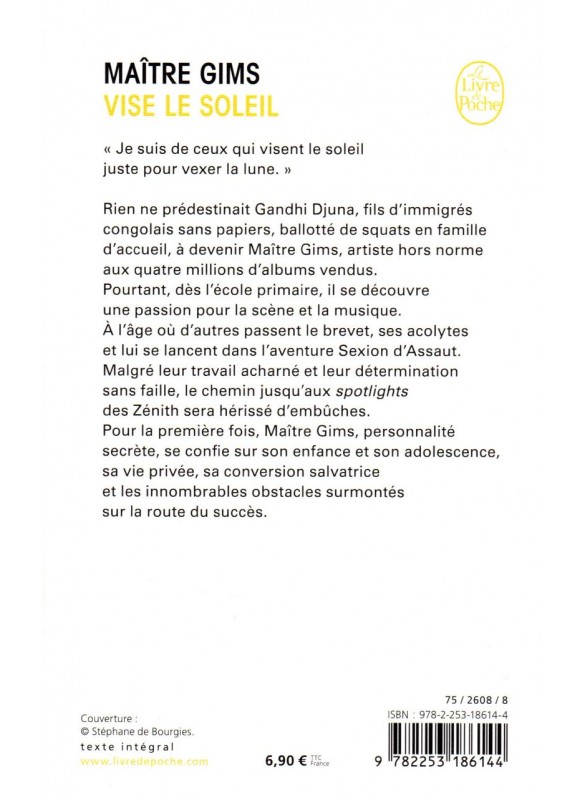 MAÎTRE GIMS
VISE LE SOLEIL
Le
Livre
de
Poche
« Je suis de ceux qui visent le soleil
juste pour vexer la lune. »
Rien ne prédestinait Gandhi Djuna, fils d’immigrés
congolais sans papiers, ballotté de squats en famille
d’accueil, à devenir Maître Gims, artiste hors norme
aux quatre millions d’albums vendus.
Pourtant, dès l’école primaire, il se découvre
une passion pour la scène et la musique.
À l’âge où d’autres passent le brevet, ses acolytes
et lui se lancent dans l’aventure Sexion d’Assaut.
Malgré leur travail acharné et leur détermination
sans faille, le chemin jusqu’aux spotlights
des Zénith sera hérissé d’embûches.
Pour la première fois, Maître Gims, personnalité
secrète, se confie sur son enfance et son adolescence,
sa vie privée, sa conversion salvatrice
et les innombrables obstacles surmontés
sur la route du succès.
75 / 2608 / 8
ISBN : 978-2-253-18614-4
Couverture :
© Stéphane de Bourgies.
texte intégral
www.livredepoche.com
6,90 € TTC
France
9 782253 186144